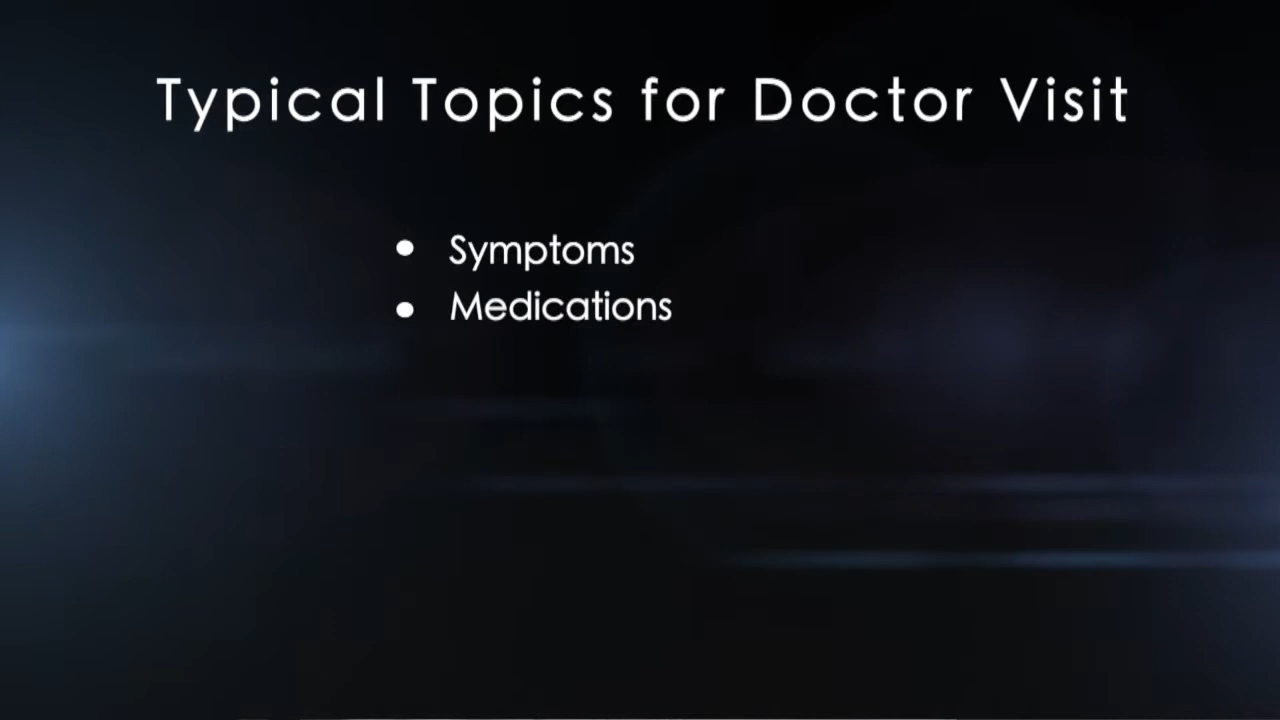 Typical Topics for Doctor Visit
• Symptoms
• Medications